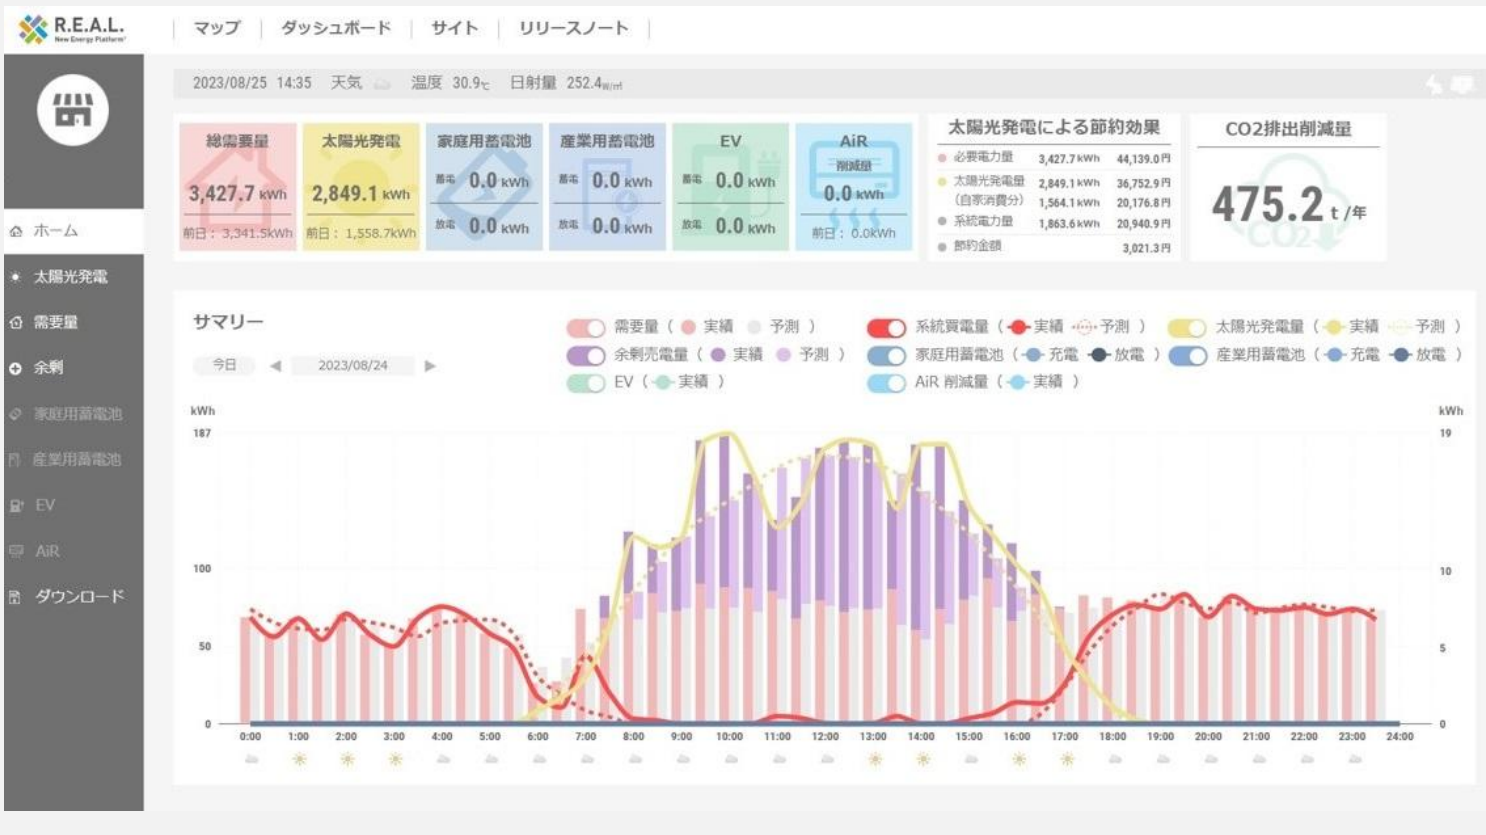 R.E.A.L.
New Energy Platform
マップ
ダッシュボード
サイト
リリースノート
2023/08/25 14:35 天気 温度 30.9℃ 日射量 252.4W/㎡
ホーム
太陽光発電
需要量
余剰
家庭用蓄電池
産業用蓄電池
EV
AiR
ダウンロード
総需要量
3,427.7 kWh
前日： 3,341.5kWh
太陽光発電
2,849.1 kWh
前日： 1,558.7kWh
家庭用蓄電池
蓄電 0.0 kWh
放電 0.0 kWh
産業用蓄電池
蓄電 0.0 kWh
放電 0.0 kWh
EV
蓄電 0.0 kWh
放電 0.0 kWh
AiR
削減量
0.0 kWh
前日： 0.0kWh
太陽光発電による節約効果
必要電力量 3,427.7 kWh 44,139.0円
太陽光発電量 2,849.1 kWh 36,752.9円
（自家消費分） 1,564.1 kWh 20,176.8円
系統電力量 1,863.6 kWh 20,940.9円
節約金額 3,021.3円
CO2排出削減量
475.2 t /年
CO2
サマリー
今日 2023/08/24
需要量（ 実績 予測 ）
系統買電量（ 実績 予測 ）
太陽光発電量（ 実績 予測 ）
余剰売電量（ 実績 予測 ）
家庭用蓄電池（ 充電 放電 ）
産業用蓄電池（ 充電 放電 ）
EV（ 実績 ）
AiR 削減量（ 実績 ）
kWh
187
100
50
0
kWh
19
10
5
0
0:00 1:00 2:00 3:00 4:00 5:00 6:00 7:00 8:00 9:00 10:00 11:00 12:00 13:00 14:00 15:00 16:00 17:00 18:00 19:00 20:00 21:00 22:00 23:00 24:00